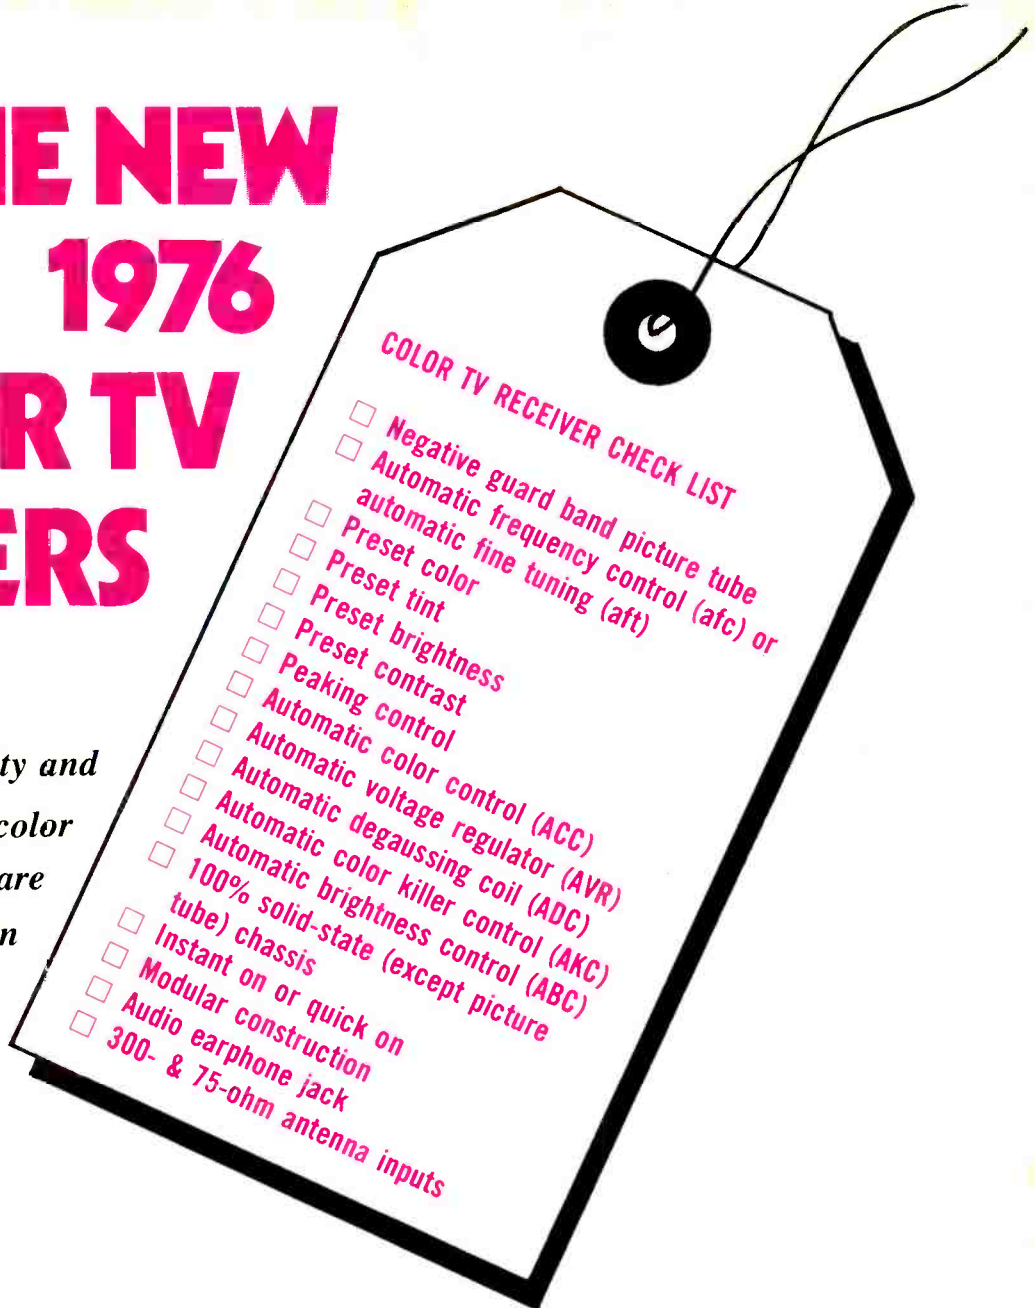 E NEW
1976
R TV
ERS
ty and
color
are
n
COLOR TV RECEIVER CHECK LIST
Negative guard band picture tube
Automatic frequency control (afc) or
automatic fine tuning (aft)
Preset color
Preset tint
Preset brightness
Preset contrast
Peaking control
Automatic color control (ACC)
Automatic voltage regulator (AVR)
Automatic degaussing coil (ADC)
Automatic color killer control (AKC)
Automatic brightness control (ABC)
100% solid-state (except picture
tube) chassis
Instant on or quick on
Modular construction
Audio earphone jack
300- & 75-ohm antenna inputs